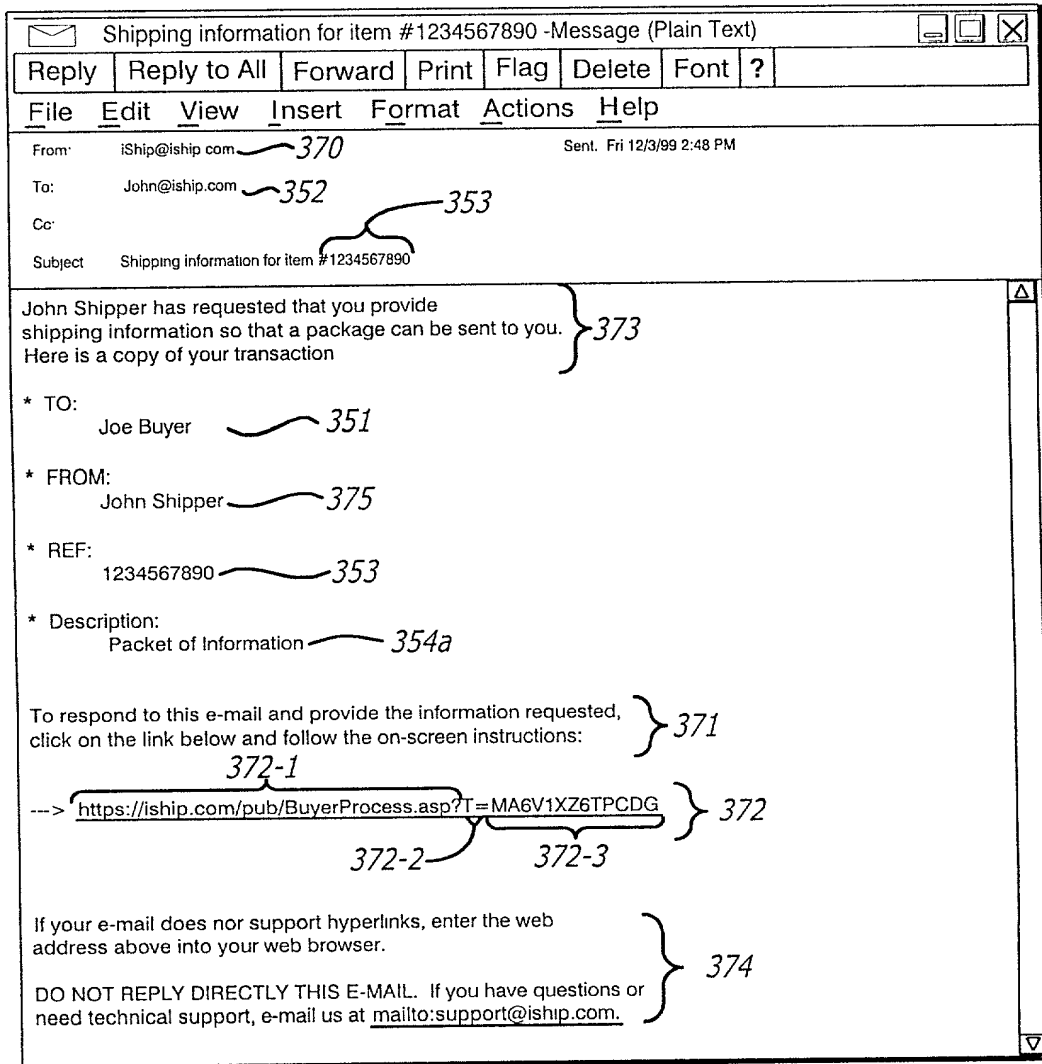 Shipping information for item #1234567890 -Message (Plain Text)
Reply Reply to All Forward Print Flag Delete Font ?
File Edit View Insert Format Actions Help
From: iShip@iship com 370 Sent. Fri 12/3/99 2:48 PM
To: John@iship.com 352
353
Cc:
Subject Shipping information for item #1234567890
John Shipper has requested that you provide
shipping information so that a package can be sent to you.
373
Here is a copy of your transaction
* TO:
Joe Buyer 351
* FROM:
John Shipper 375
* REF:
1234567890 353
* Description:
Packet of Information 354a
To respond to this e-mail and provide the information requested,
click on the link below and follow the on-screen instructions:
371
372-1
---> https://iship.com/pub/BuyerProcess.asp?T=MA6V1XZ6TPCDG 372
372-2 372-3
If your e-mail does nor support hyperlinks, enter the web
address above into your web browser.
374
DO NOT REPLY DIRECTLY THIS E-MAIL. If you have questions or
need technical support, e-mail us at mailto:support@iship.com.